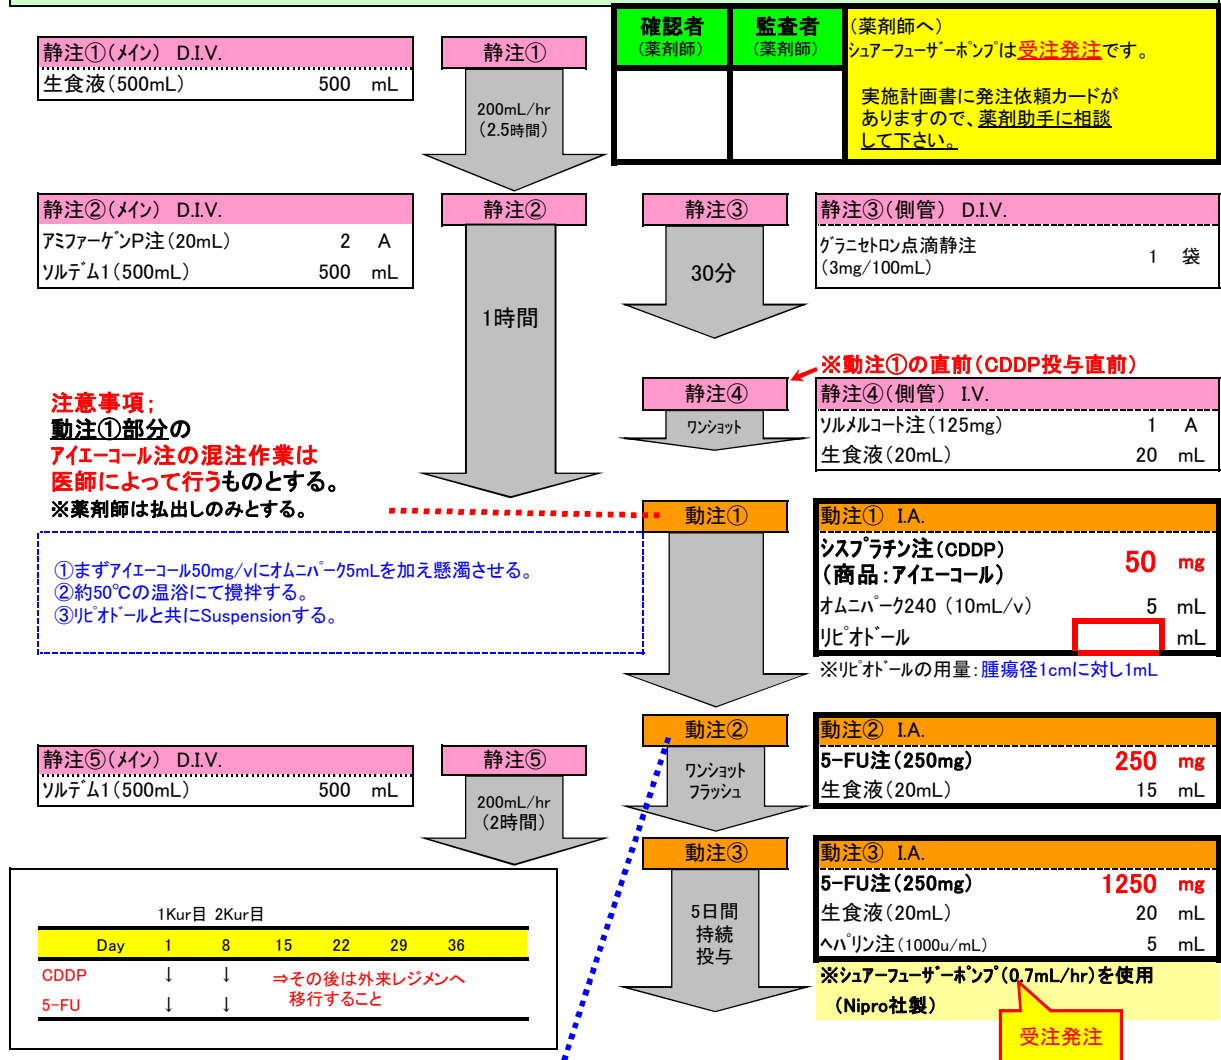 確認者
（薬剤師）
監査者
（薬剤師）
（薬剤師へ）
ｼｭｱｰﾌｭｰｻﾞｰﾎﾟﾝﾌﾟは受注発注です。
実施計画書に発注依頼カードが
ありますので、薬剤助手に相談
して下さい。
静注①（ﾒｲﾝ） D.I.V.
生食液（500mL） 500 mL
静注①
200mL/hr
（2.5時間）
静注②（ﾒｲﾝ） D.I.V.
ｱﾐﾌｧｰｹﾞﾝP注（20mL） 2 A
ｿﾙﾃﾞﾑ1（500mL） 500 mL
静注②
1時間
静注③
30分
静注③（側管） D.I.V.
ｸﾞﾗﾆｾﾄﾛﾝ点滴静注
（3mg/100mL） 1 袋
※動注①の直前（CDDP投与直前）
静注④
ﾜﾝｼｮｯﾄ
静注④（側管） I.V.
ｿﾙﾒﾙｺｰﾄ注（125mg） 1 A
生食液（20mL） 20 mL
注意事項；
動注①部分の
ｱｲｴｰｺｰﾙ注の混注作業は
医師によって行うものとする。
※薬剤師は払出しのみとする。
①まずｱｲｴｰｺｰﾙ50mg/vにｵﾑﾆﾊﾟｰｸ5mLを加え懸濁させる。
②約50℃の温浴にて攪拌する。
③ﾘﾋﾟｵﾄﾞｰﾙと共にSuspensionする。
動注①
動注① I.A.
ｼｽﾌﾟﾗﾁﾝ注（CDDP）
（商品：ｱｲｴｰｺｰﾙ） 50 mg
ｵﾑﾆﾊﾟｰｸ240 （10mL/v） 5 mL
ﾘﾋﾟｵﾄﾞｰﾙ mL
※ﾘﾋﾟｵﾄﾞｰﾙの用量：腫瘍径1cmに対し1mL
動注②
ﾜﾝｼｮｯﾄ
ﾌﾗｯｼｭ
動注② I.A.
5-FU注（250mg） 250 mg
生食液（20mL） 15 mL
静注⑤（ﾒｲﾝ） D.I.V.
ｿﾙﾃﾞﾑ1（500mL） 500 mL
静注⑤
200mL/hr
（2時間）
動注③
5日間
持続
投与
動注③ I.A.
5-FU注（250mg） 1250 mg
生食液（20mL） 20 mL
ﾍﾊﾟﾘﾝ注（1000u/mL） 5 mL
※ｼｭｱｰﾌｭｰｻﾞｰﾎﾟﾝﾌﾟ（0.7mL/hr）を使用
（Nipro社製）
受注発注
1Kur目 2Kur目
Day 1 8 15 22 29 36
CDDP ↓ ↓ ⇒その後は外来レジメンへ
移行すること
5-FU ↓ ↓